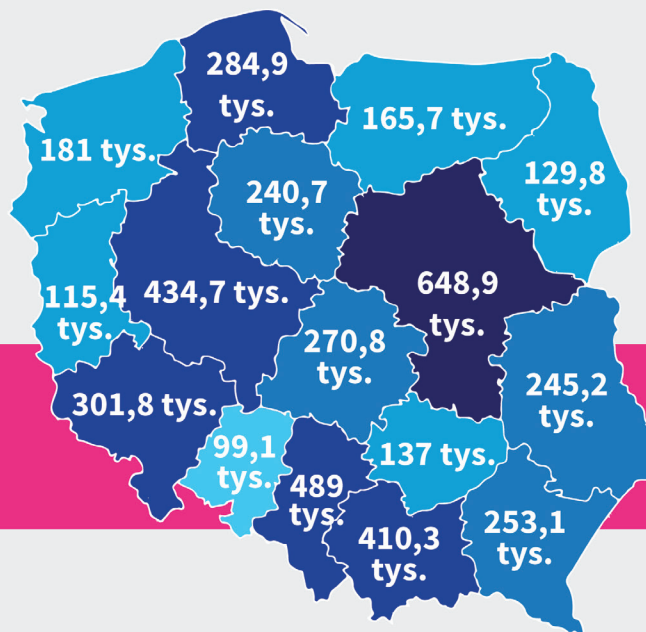 284,9
tys.
165,7 tys.
181 tys.
129,8
tys.
240,7
tys.
648,9
tys.
115,4
tys.
434,7 tys.
270,8
tys.
245,2
tys.
301,8 tys.
99,1
tys.
137 tys.
489
tys.
410,3
tys.
253,1
tys.